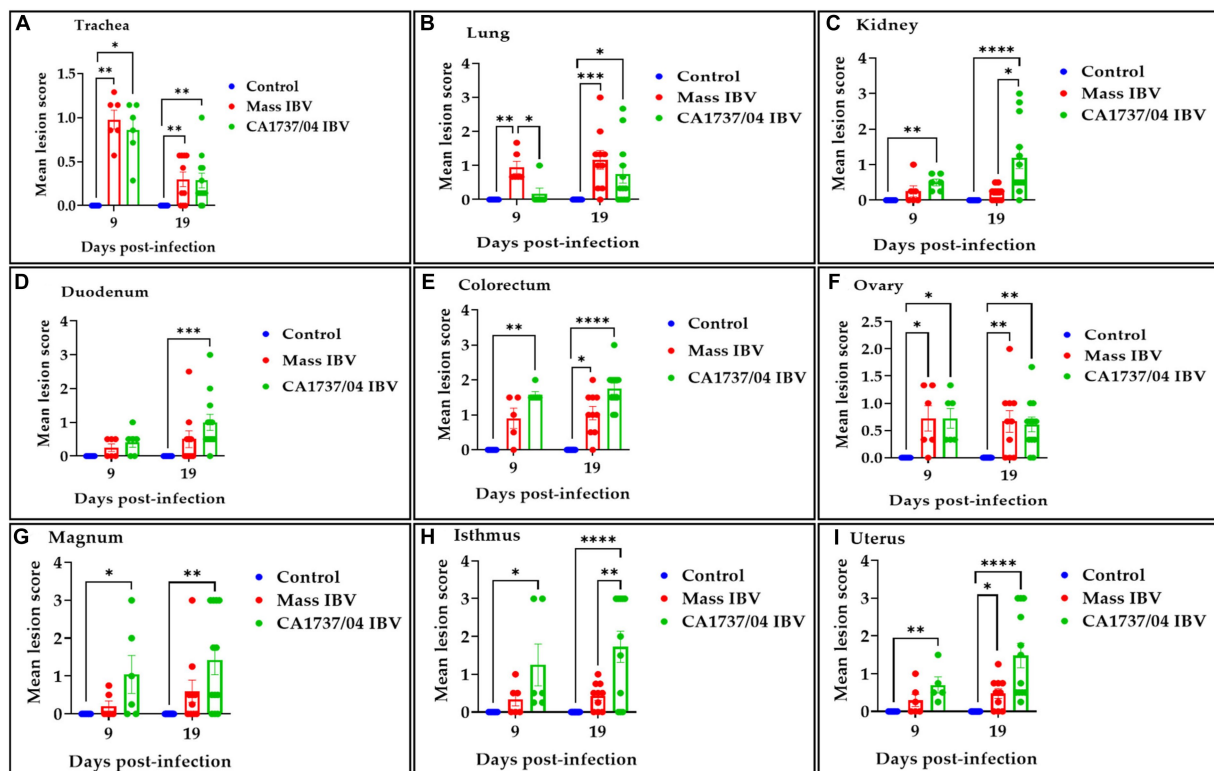 A Trachea
* 
**
**
**
1.5
1.0
0.5
0.0
Mean lesion score
9 19
Days post-infection
Control
Mass IBV
CA1737/04 IBV
B Lung
*
***
** *
4
3
2
1
0
Mean lesion score
9 19
Days post-infection
Control
Mass IBV
CA1737/04 IBV
C Kidney
****
*
**
4
3
2
1
0
Mean lesion score
9 19
Days post-infection
Control
Mass IBV
CA1737/04 IBV
D Duodenum
***
4
3
2
1
0
Mean lesion score
9 19
Days post-infection
Control
Mass IBV
CA1737/04 IBV
E Colorectum
** ****
*
4
3
2
1
0
Mean lesion score
9 19
Days post-infection
Control
Mass IBV
CA1737/04 IBV
F Ovary
* **
* **
2.5
2.0
1.5
1.0
0.5
0.0
Mean lesion score
9 19
Days post-infection
Control
Mass IBV
CA1737/04 IBV
G Magnum
* **
4
3
2
1
0
Mean lesion score
9 19
Days post-infection
Control
Mass IBV
CA1737/04 IBV
H Isthmus
****
* **
4
3
2
1
0
Mean lesion score
9 19
Days post-infection
Control
Mass IBV
CA1737/04 IBV
I Uterus
****
*
**
4
3
2
1
0
Mean lesion score
9 19
Days post-infection
Control
Mass IBV
CA1737/04 IBV